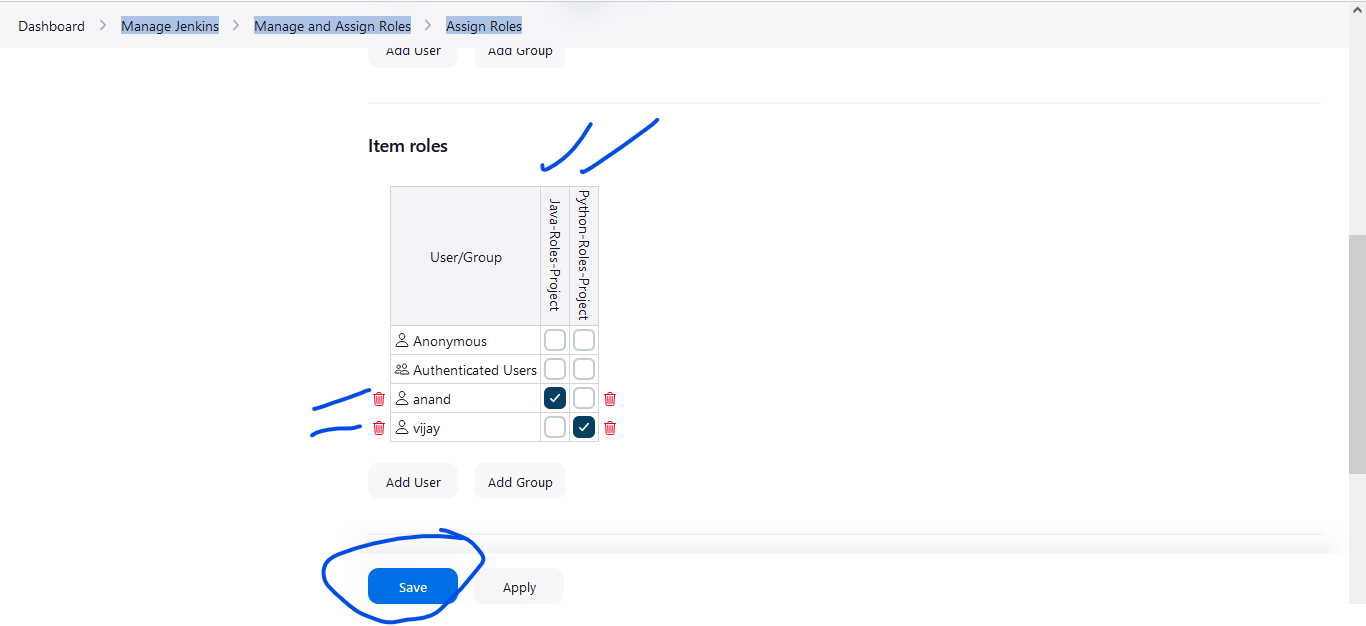 Dashboard > Manage Jenkins > Manage and Assign Roles > Assign Roles
Add User Add Group
Item roles
User/Group Java-Roles-Project Python-Roles-Project
Anonymous
Authenticated Users
anand
vijay
Add User Add Group
Save Apply